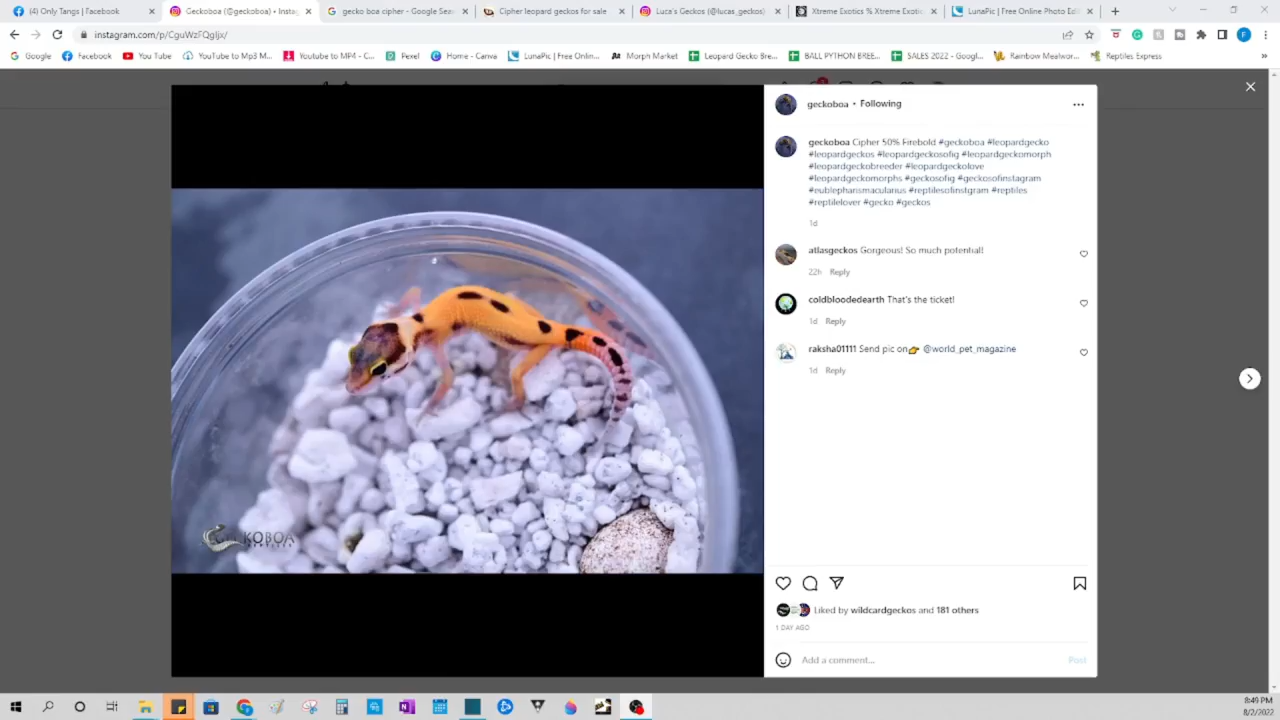 (4) Only Tangs | Facebook
Geckoboa (@geckoboa) • Instag
gecko boa cipher - Google Sea
Cipher leopard geckos for sale
Luca's Geckos (@lucas_geckos)
Xtreme Exotics % Xtreme Exotic
LunaPic | Free Online Photo Edi
instagram.com/p/CguWzFQgIjx/
Google
Facebook
You Tube
Youtube to Mp3 M...
Youtube to MP4 - C...
Pexel
Home - Canva
LunaPic | Free Onlin...
Morph Market
Leopard Gecko Bre...
BALL PYTHON BREE...
SALES 2022 - Googl...
Rainbow Mealwor...
Reptiles Express
geckoboa • Following
geckoboa Cipher 50% Firebold #geckoboa #leopardgecko
#leopardgeckos #leopardgeckosofig #leopardgeckomorph
#leopardgeckobreeder #leopardgeckolove
#leopardgeckomorphs #geckosofig #geckosofinstagram
#eublepharismacularius #reptilesofinstgram #reptiles
#reptilelover #gecko #geckos
1d
atlasgeckos Gorgeous! So much potential!
22h Reply
coldbloodedearth That's the ticket!
1d Reply
raksha01111 Send pic on👉 @world_pet_magazine
1d Reply
Liked by wildcardgeckos and 181 others
1 DAY AGO
Add a comment...
Post
8:49 PM
8/2/2022